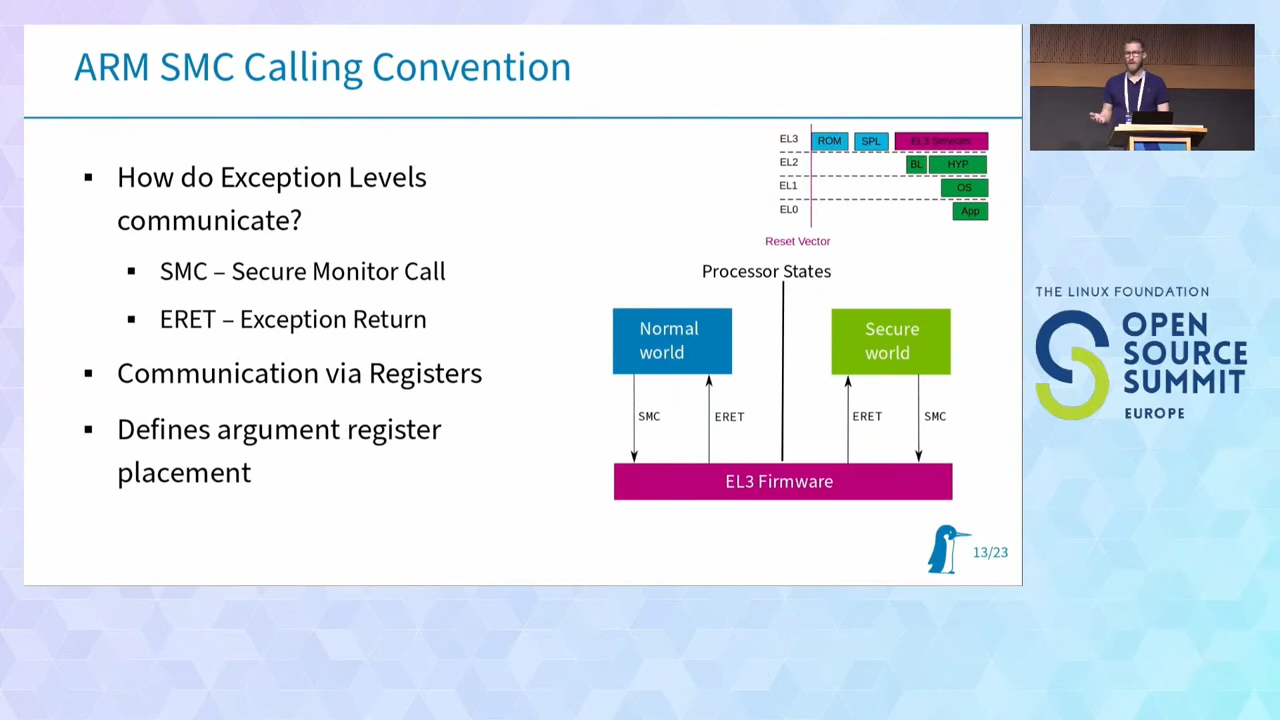 ARM SMC Calling Convention
▪ How do Exception Levels
communicate?
▪ SMC – Secure Monitor Call
▪ ERET – Exception Return
▪ Communication via Registers
▪ Defines argument register
placement
EL3 ROM SPL EL3 Services
EL2 BL HYP
EL1 OS
EL0 App
Reset Vector
Processor States
Normal
world
Secure
world
SMC ERET ERET SMC
EL3 Firmware
13/23
THE LINUX FOUNDATION
OPEN
SOURCE
SUMMIT
EUROPE